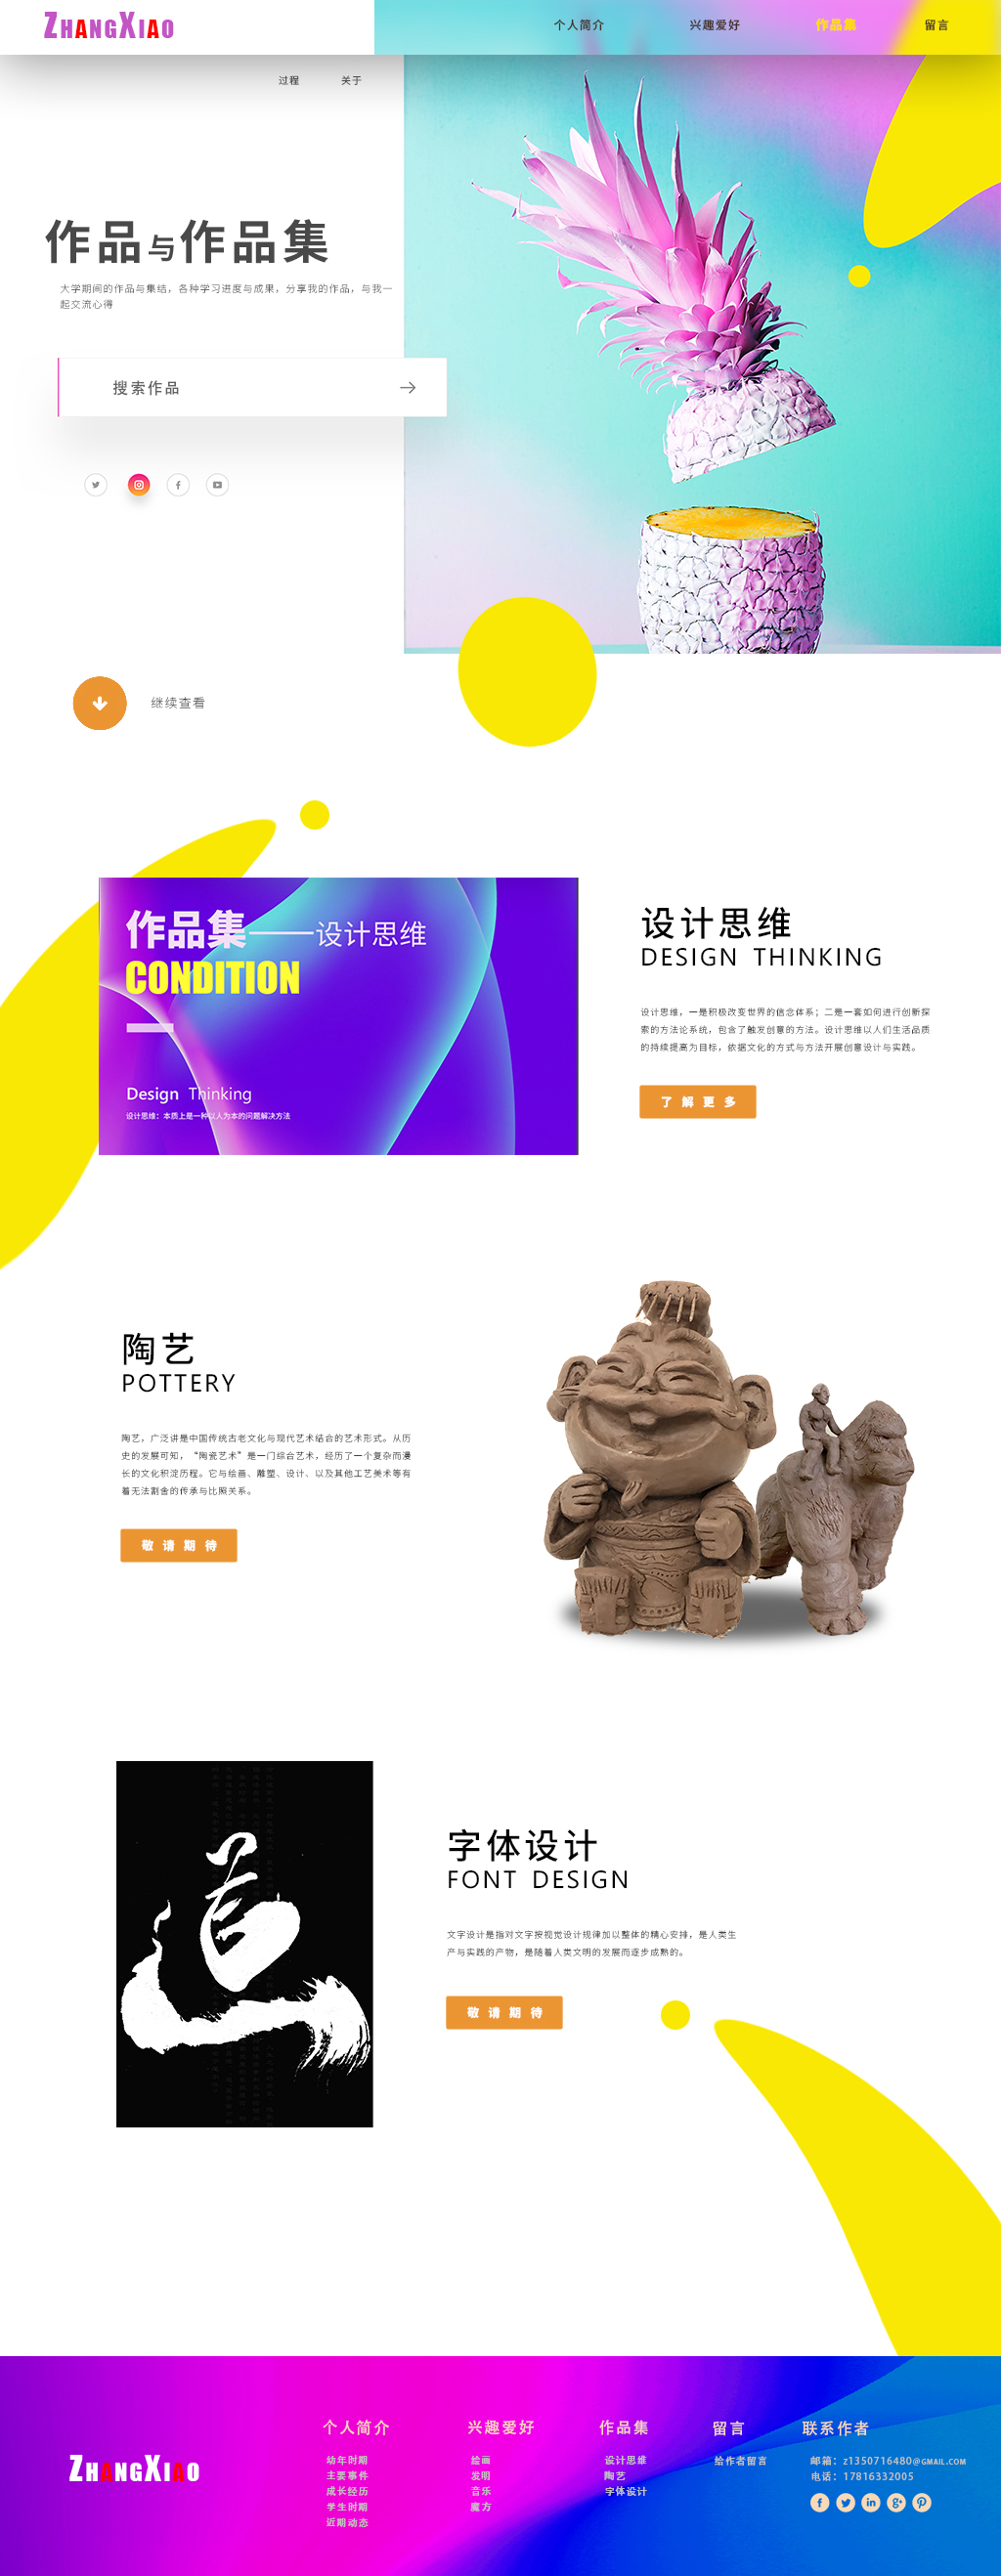 ZHANGXIAO
个人简介
兴趣爱好
作品集
留言
过程
关于
作品与作品集
大学期间的作品与集结，各种学习进度与成果，分享我的作品，与我一
起交流心得
搜索作品
继续查看
作品集——设计思维
CONDITION
Design Thinking
设计思维：本质上是一种以人为本的问题解决方法
设计思维
DESIGN THINKING
设计思维，一是积极改变世界的信念体系；二是一套如何进行创新探
索的方法论系统，包含了触发创意的方法。设计思维以人们生活品质
的持续提高为目标，依据文化的方式与方法开展创意设计与实践。
了解更多
陶艺
POTTERY
陶艺，广泛讲是中国传统古老文化与现代艺术结合的艺术形式。从历
史的发展可知，“陶瓷艺术”是一门综合艺术，经历了一个复杂而漫
长的文化积淀历程。它与绘画、雕塑、设计、以及其他工艺美术等有
着无法割舍的传承与比照关系。
敬请期待
字体设计
FONT DESIGN
文字设计是指对文字按视觉设计规律加以整体的精心安排，是人类生
产与实践的产物，是随着人类文明的发展而逐步成熟的。
敬请期待
ZHANGXIAO
个人简介
幼年时期
主要事件
成长经历
学生时期
近期动态
兴趣爱好
绘画
发明
音乐
魔方
作品集
设计思维
陶艺
字体设计
留言
给作者留言
联系作者
邮箱：z1350716480@GMAIL.COM
电话：17816332005